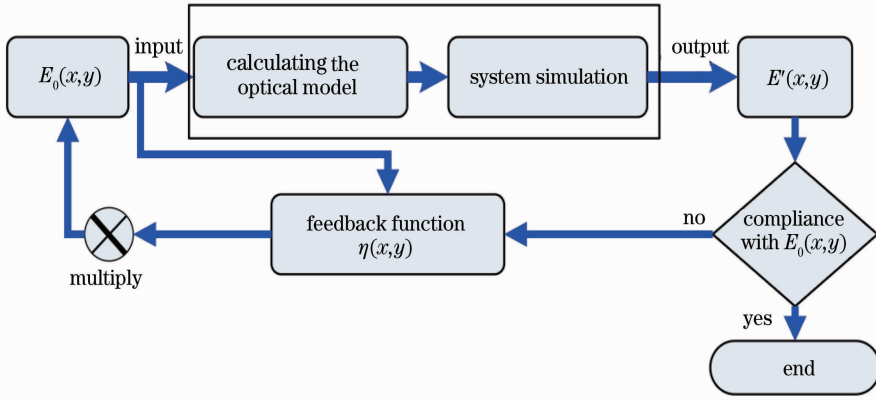 E₀(x,y)
input
calculating the
optical model
system simulation
output
E′(x,y)
compliance
with E₀(x,y)
no
feedback function
η(x,y)
multiply
yes
end